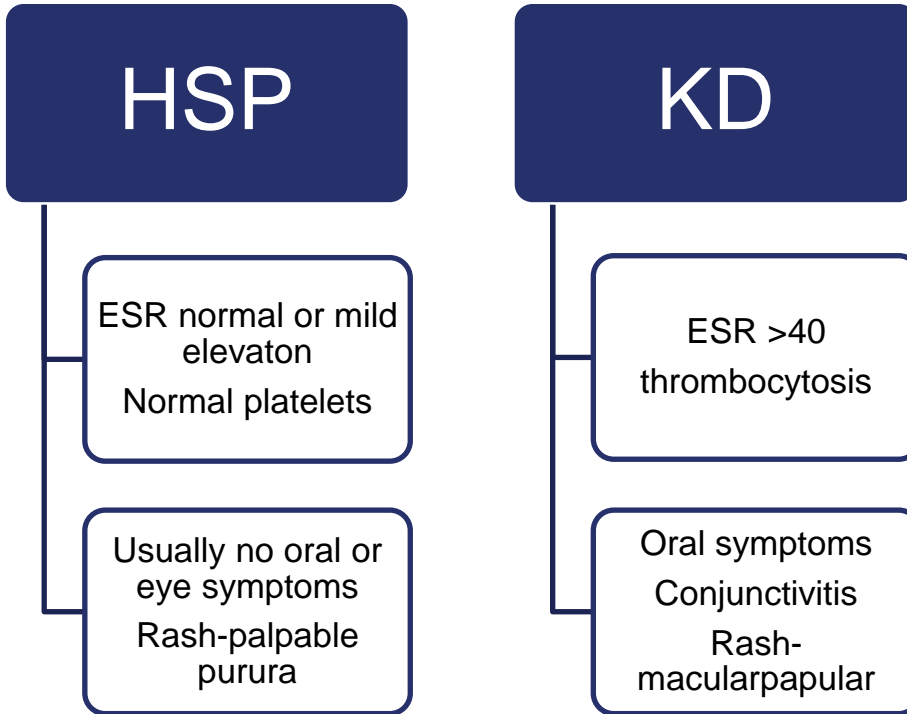 HSP
ESR normal or mild
elevaton
Normal platelets
Usually no oral or
eye symptoms
Rash-palpable
purura
KD
ESR >40
thrombocytosis
Oral symptoms
Conjunctivitis
Rash-
macularpapular